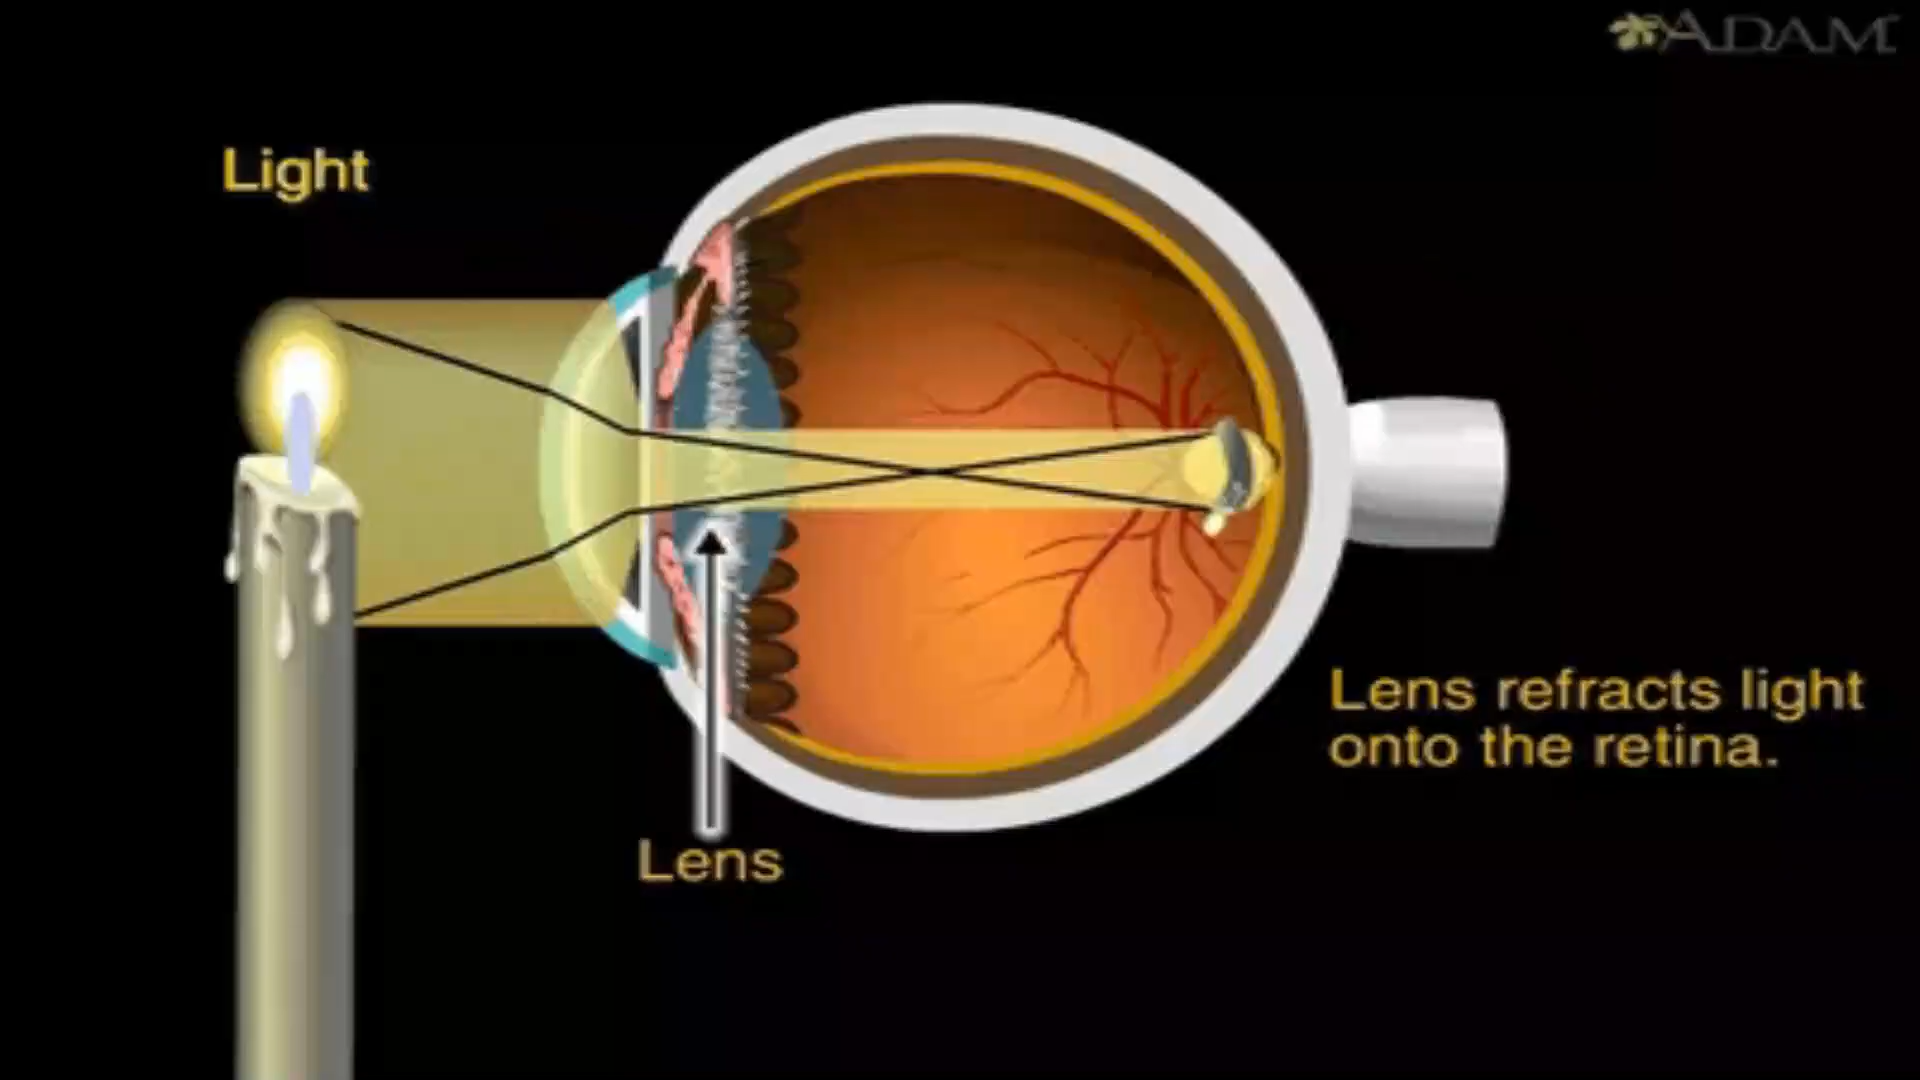 ADAM
Light
Lens refracts light
onto the retina.
Lens